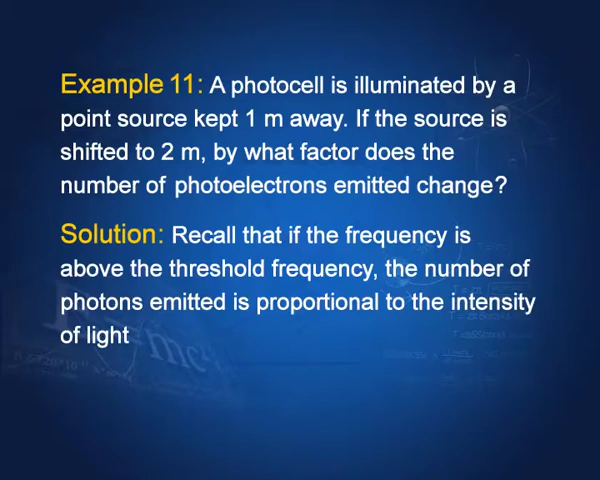 Example 11: A photocell is illuminated by a
point source kept 1 m away. If the source is
shifted to 2 m, by what factor does the
number of photoelectrons emitted change?
Solution: Recall that if the frequency is
above the threshold frequency, the number of
photons emitted is proportional to the intensity
of light